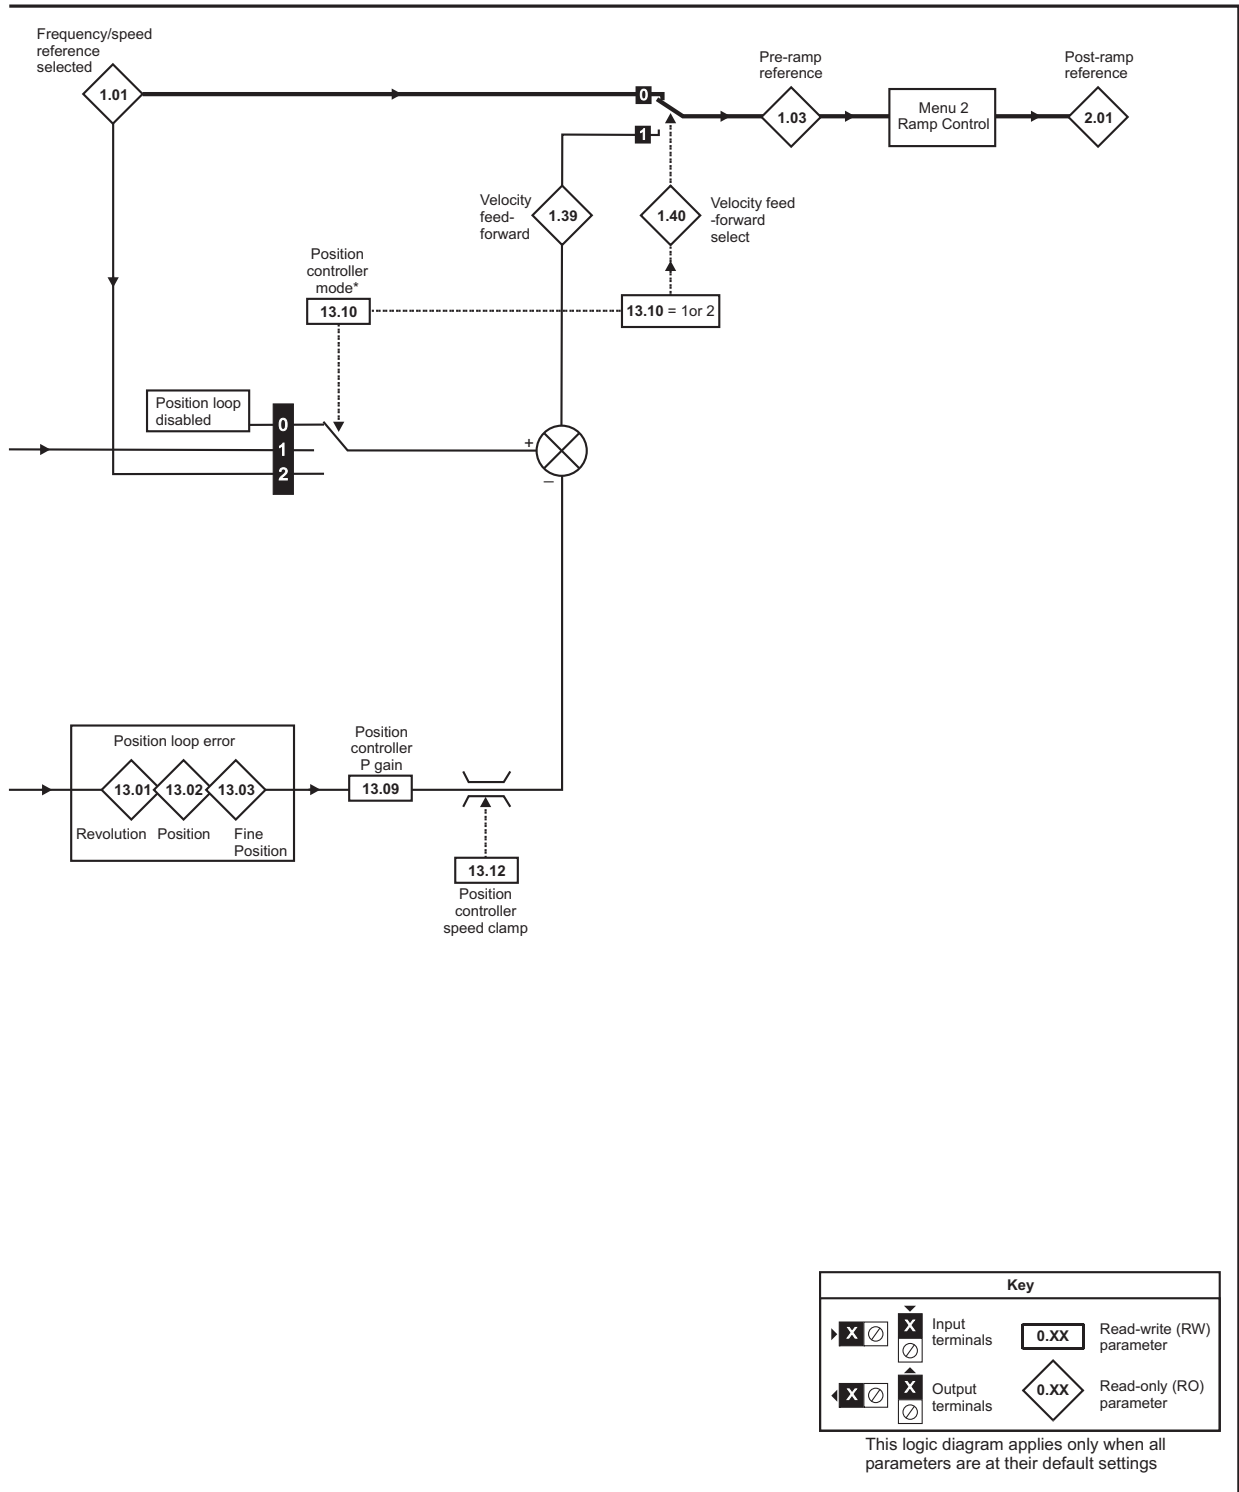 Frequency/speed
reference
selected
1.01
0
1
Pre-ramp
reference
1.03
Menu 2
Ramp Control
Post-ramp
reference
2.01
Velocity
feed-
forward
1.39
1.40
Velocity feed
-forward
select
Position
controller
mode*
13.10
13.10 = 1or 2
Position loop
disabled
0
1
2
+
–
Position loop error
13.01
13.02
13.03
Revolution
Position
Fine
Position
Position
controller
P gain
13.09
13.12
Position
controller
speed clamp
Key
X
X
Input
terminals
0.XX
Read-write (RW)
parameter
X
X
Output
terminals
0.XX
Read-only (RO)
parameter
This logic diagram applies only when all
parameters are at their default settings